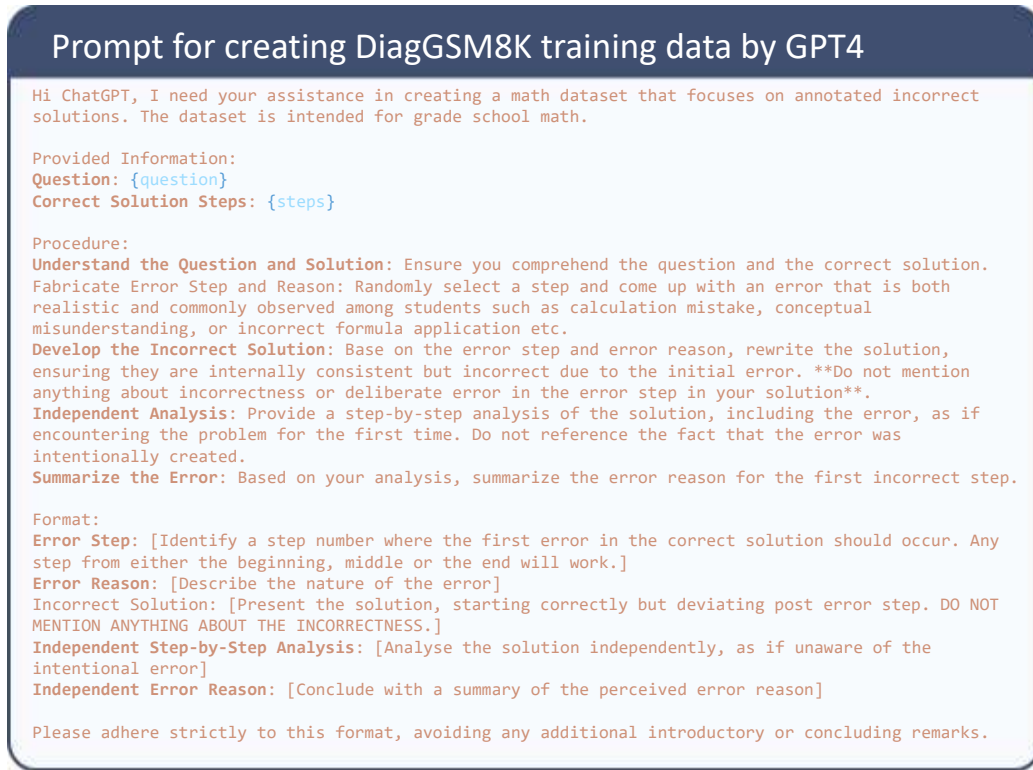 Prompt for creating DiagGSM8K training data by GPT4
Hi ChatGPT, I need your assistance in creating a math dataset that focuses on annotated incorrect
solutions. The dataset is intended for grade school math.
Provided Information:
Question: {question}
Correct Solution Steps: {steps}
Procedure:
Understand the Question and Solution: Ensure you comprehend the question and the correct solution.
Fabricate Error Step and Reason: Randomly select a step and come up with an error that is both
realistic and commonly observed among students such as calculation mistake, conceptual
misunderstanding, or incorrect formula application etc.
Develop the Incorrect Solution: Base on the error step and error reason, rewrite the solution,
ensuring they are internally consistent but incorrect due to the initial error. **Do not mention
anything about incorrectness or deliberate error in the error step in your solution**.
Independent Analysis: Provide a step-by-step analysis of the solution, including the error, as if
encountering the problem for the first time. Do not reference the fact that the error was
intentionally created.
Summarize the Error: Based on your analysis, summarize the error reason for the first incorrect step.
Format:
Error Step: [Identify a step number where the first error in the correct solution should occur. Any
step from either the beginning, middle or the end will work.]
Error Reason: [Describe the nature of the error]
Incorrect Solution: [Present the solution, starting correctly but deviating post error step. DO NOT
MENTION ANYTHING ABOUT THE INCORRECTNESS.]
Independent Step-by-Step Analysis: [Analyse the solution independently, as if unaware of the
intentional error]
Independent Error Reason: [Conclude with a summary of the perceived error reason]
Please adhere strictly to this format, avoiding any additional introductory or concluding remarks.